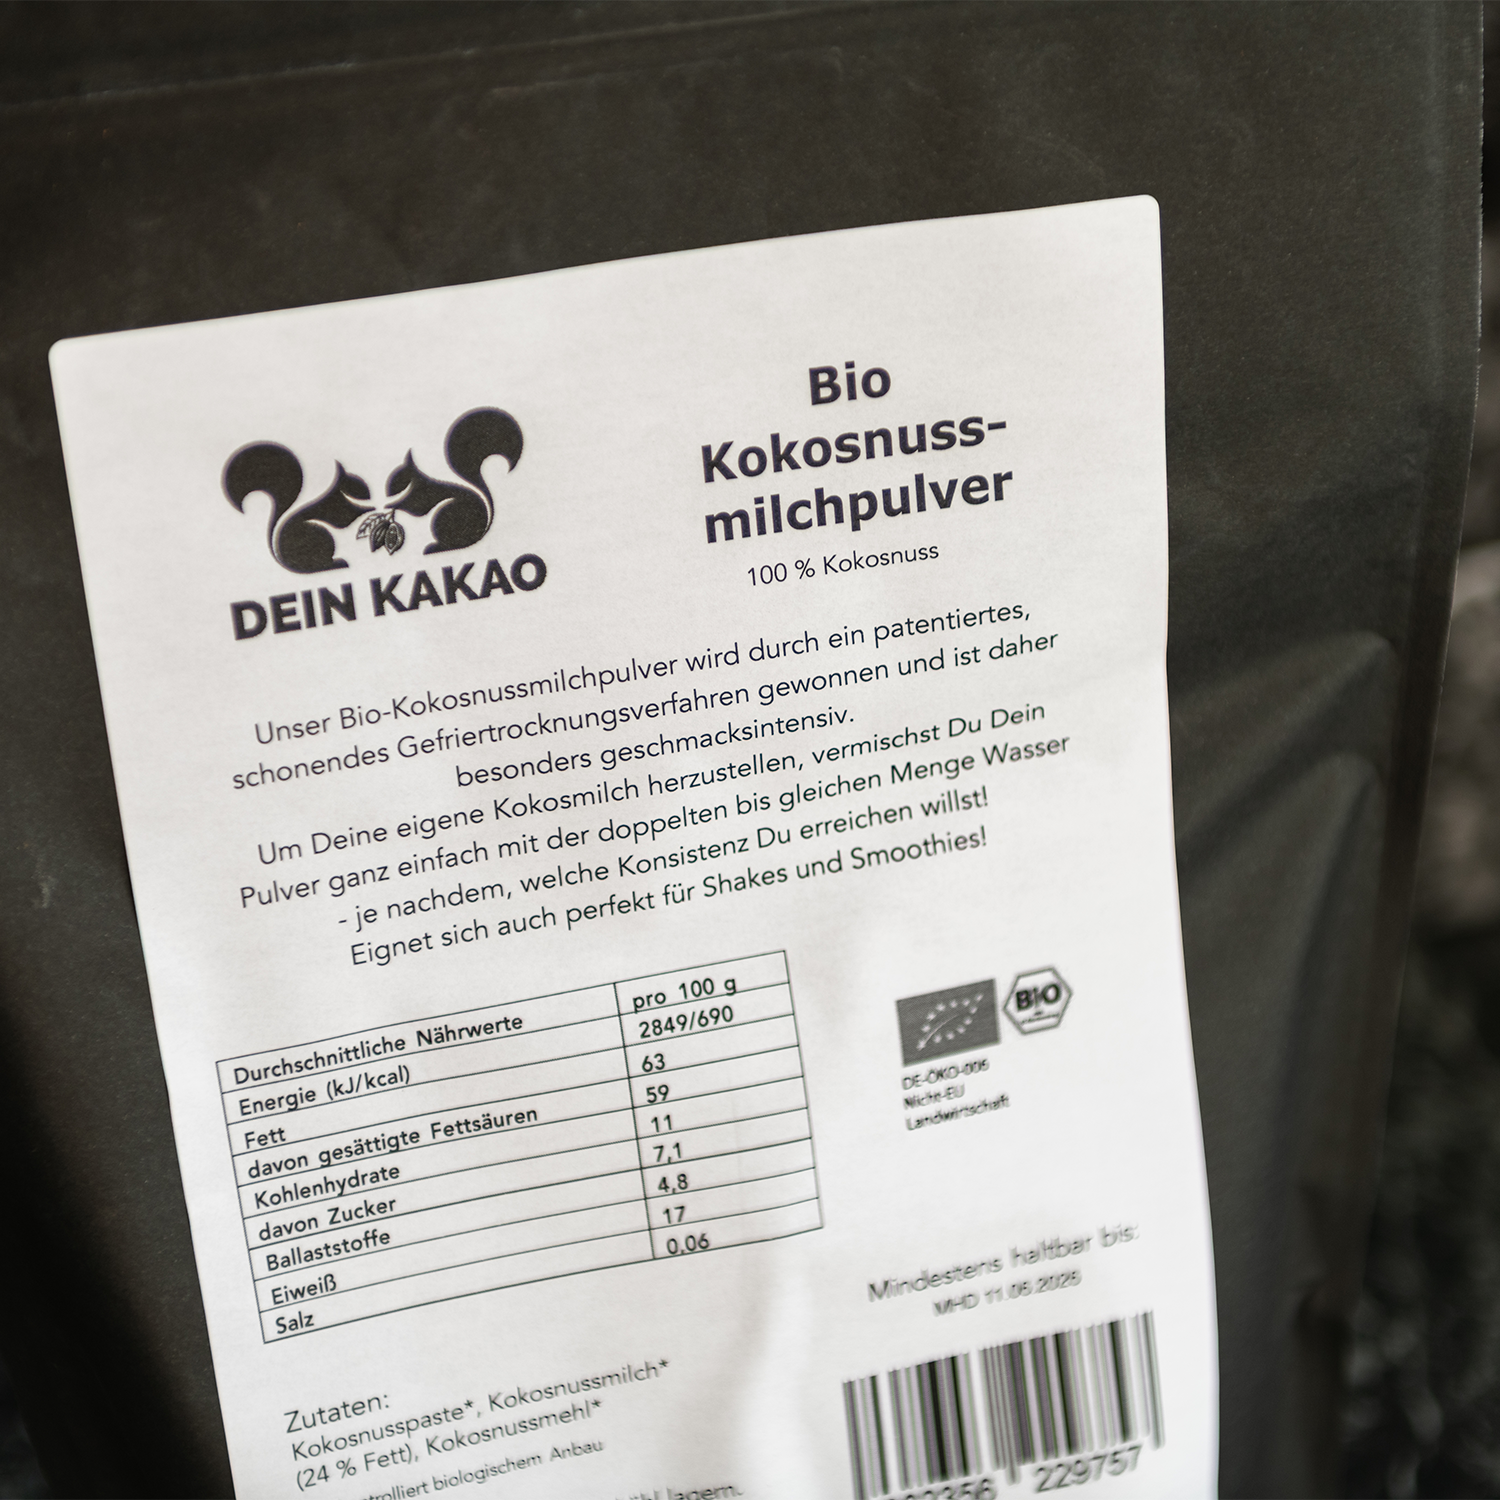 DEIN KAKAO
Bio
Kokosnuss-
milchpulver
100 % Kokosnuss
Unser Bio-Kokosnussmilchpulver wird durch ein patentiertes,
schonendes Gefriertrocknungsverfahren gewonnen und ist daher
besonders geschmacksintensiv.
Um Deine eigene Kokosmilch herzustellen, vermischst Du Dein
Pulver ganz einfach mit der doppelten bis gleichen Menge Wasser
- je nachdem, welche Konsistenz Du erreichen willst!
Eignet sich auch perfekt für Shakes und Smoothies!
Durchschnittliche Nährwerte pro 100 g
Energie (kJ/kcal) 2849/690
Fett 63
davon gesättigte Fettsäuren 59
Kohlenhydrate 11
davon Zucker 7,1
Ballaststoffe 4,8
Eiweiß 17
Salz 0,06
BIO
DE-ÖKO-006
Nicht-EU
Landwirtschaft
Mindestens haltbar bis:
MHD
Zutaten:
Kokosnusspaste*, Kokosnussmilch*
(24 % Fett), Kokosnussmehl*
biologischem Anbau
lagern.
229757